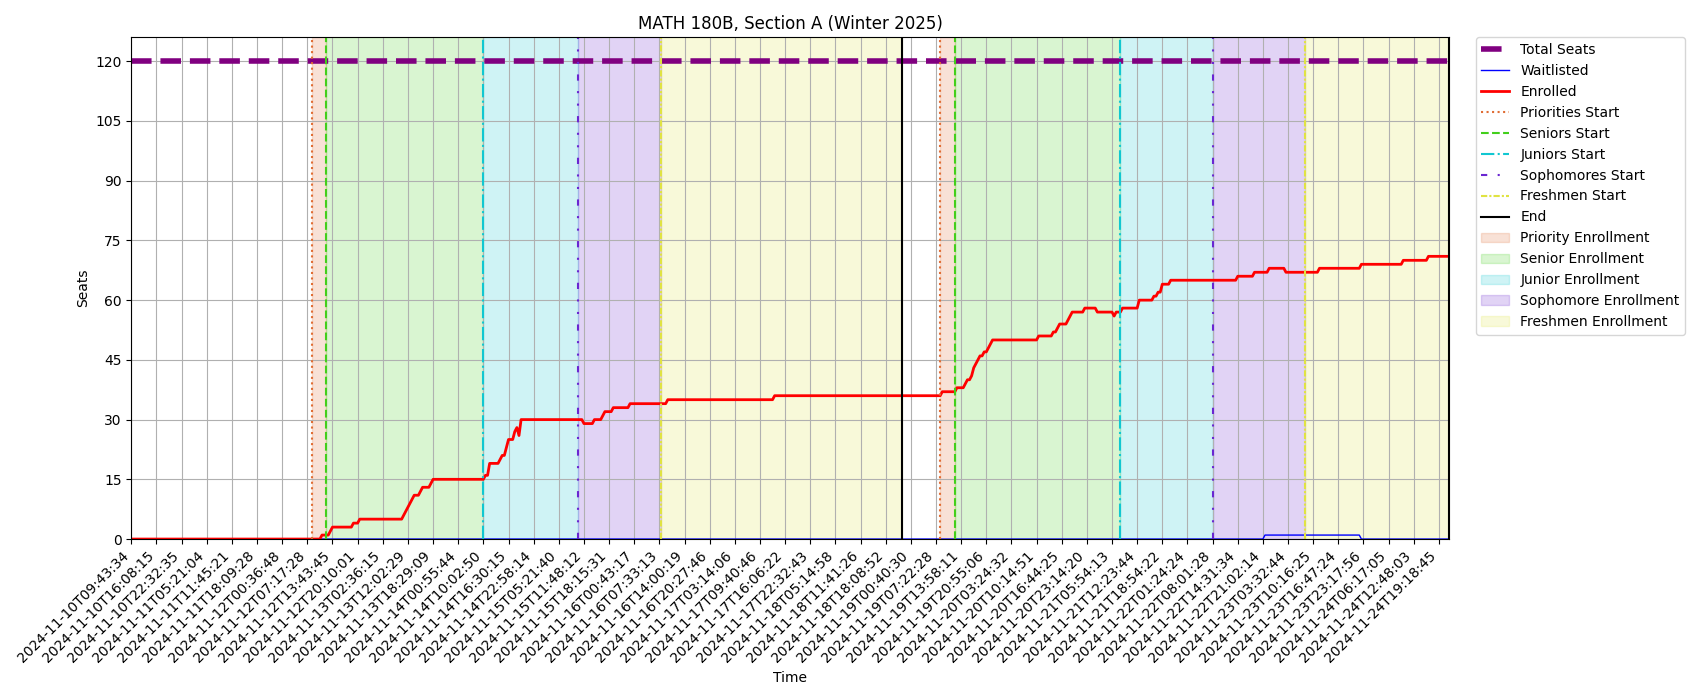 MATH 180B, Section A (Winter 2025)
Seats
120
105
90
75
60
45
30
15
0
2024-11-10T09:43:34
2024-11-10T16:08:15
2024-11-10T22:32:35
2024-11-11T05:21:04
2024-11-11T11:45:21
2024-11-11T18:09:28
2024-11-12T00:36:48
2024-11-12T07:17:28
2024-11-12T13:43:45
2024-11-12T20:10:01
2024-11-13T02:36:15
2024-11-13T12:02:29
2024-11-13T18:29:09
2024-11-14T00:55:44
2024-11-14T10:02:50
2024-11-14T16:30:15
2024-11-14T22:58:14
2024-11-15T05:21:40
2024-11-15T11:48:12
2024-11-15T18:15:31
2024-11-16T00:43:17
2024-11-16T07:33:13
2024-11-16T14:00:19
2024-11-16T20:27:46
2024-11-17T03:14:06
2024-11-17T09:40:46
2024-11-17T16:06:22
2024-11-17T22:32:43
2024-11-18T05:14:58
2024-11-18T11:41:26
2024-11-18T18:08:52
2024-11-19T00:40:30
2024-11-19T07:22:28
2024-11-19T13:58:11
2024-11-19T20:55:06
2024-11-20T03:24:32
2024-11-20T10:14:51
2024-11-20T16:44:25
2024-11-20T23:14:20
2024-11-21T05:54:13
2024-11-21T12:23:44
2024-11-21T18:54:22
2024-11-22T01:24:24
2024-11-22T08:01:28
2024-11-22T14:31:34
2024-11-22T21:02:14
2024-11-23T03:32:44
2024-11-23T10:16:25
2024-11-23T16:47:24
2024-11-23T23:17:56
2024-11-24T06:17:05
2024-11-24T12:48:03
2024-11-24T19:18:45
Time
Total Seats
Waitlisted
Enrolled
Priorities Start
Seniors Start
Juniors Start
Sophomores Start
Freshmen Start
End
Priority Enrollment
Senior Enrollment
Junior Enrollment
Sophomore Enrollment
Freshmen Enrollment